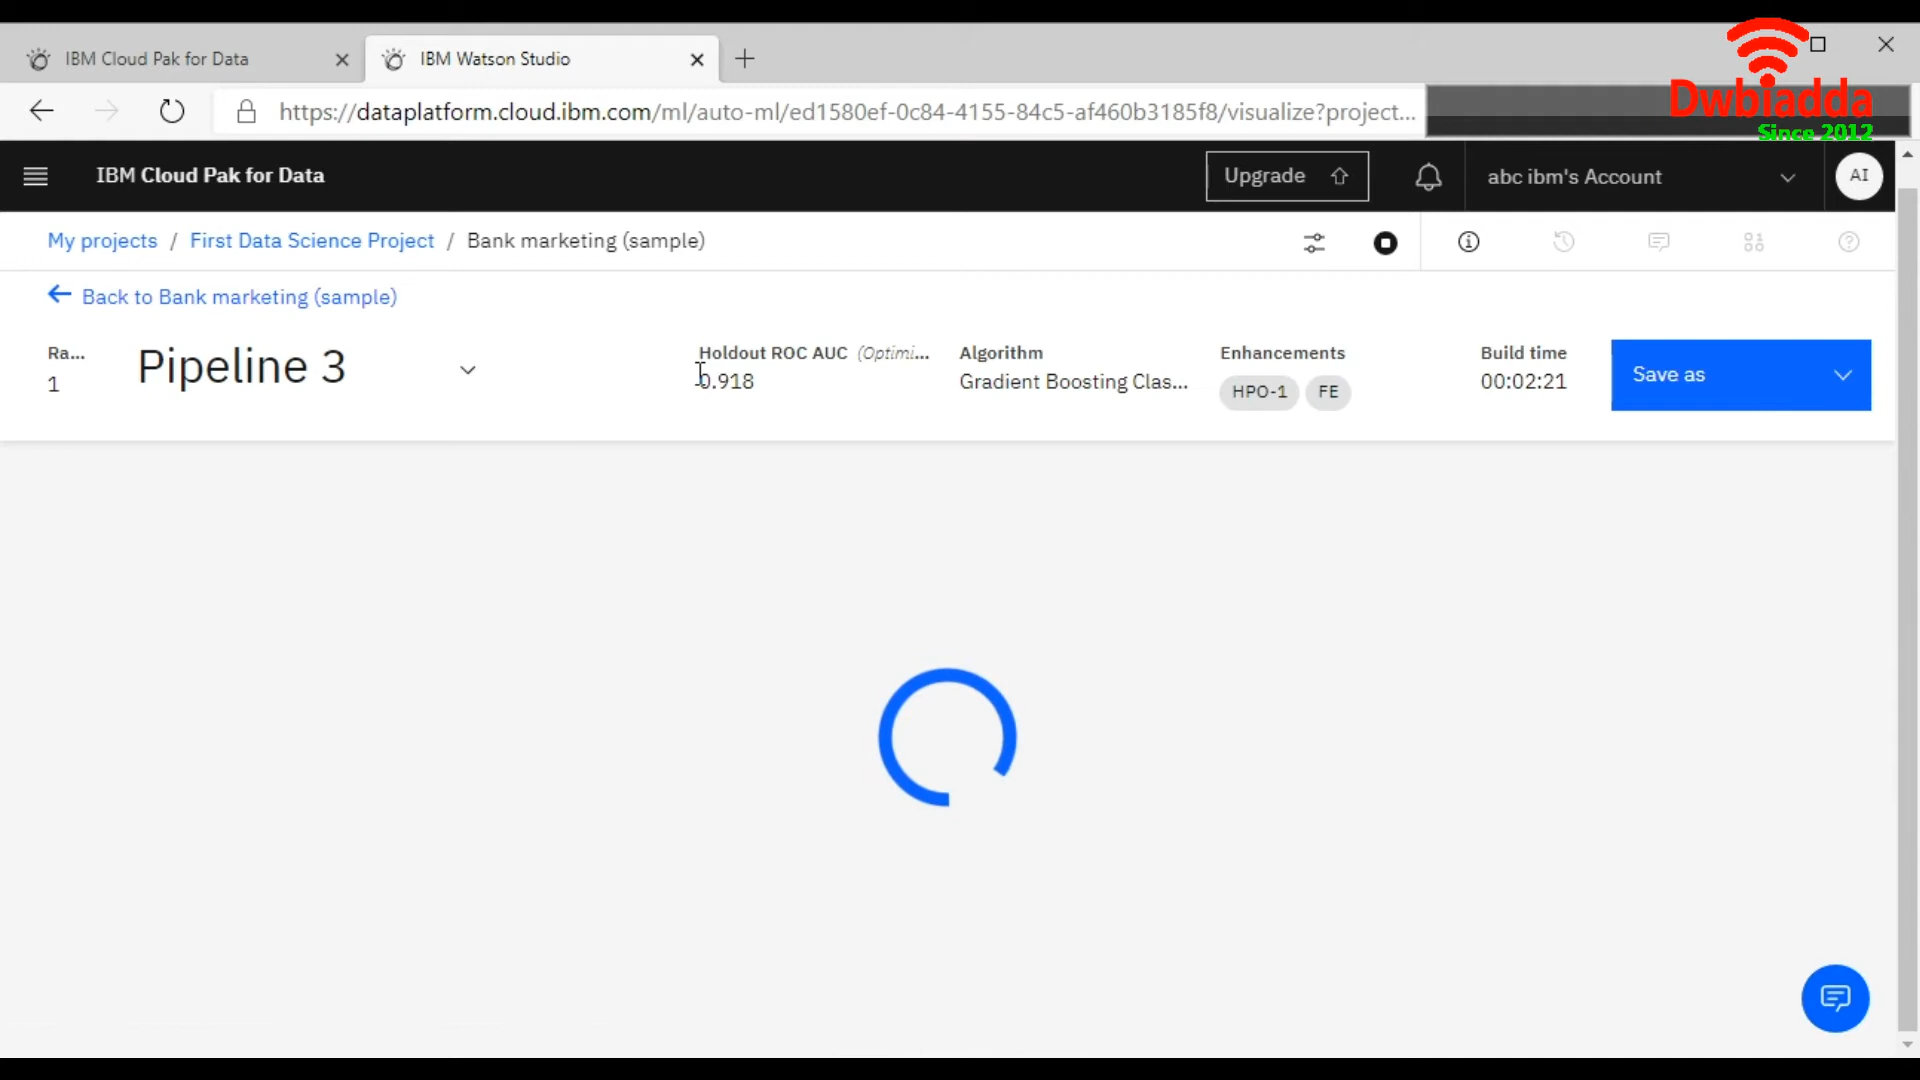 IBM Cloud Pak for Data
IBM Watson Studio
Dwbiadda
Since 2012
https://dataplatform.cloud.ibm.com/ml/auto-ml/ed1580ef-0c84-4155-84c5-af460b3185f8/visualize?project...
IBM Cloud Pak for Data
Upgrade
abc ibm's Account
AI
My projects / First Data Science Project / Bank marketing (sample)
Back to Bank marketing (sample)
Ra...
1
Pipeline 3
Holdout ROC AUC (Optimi...
0.918
Algorithm
Gradient Boosting Clas...
Enhancements
HPO-1 FE
Build time
00:02:21
Save as